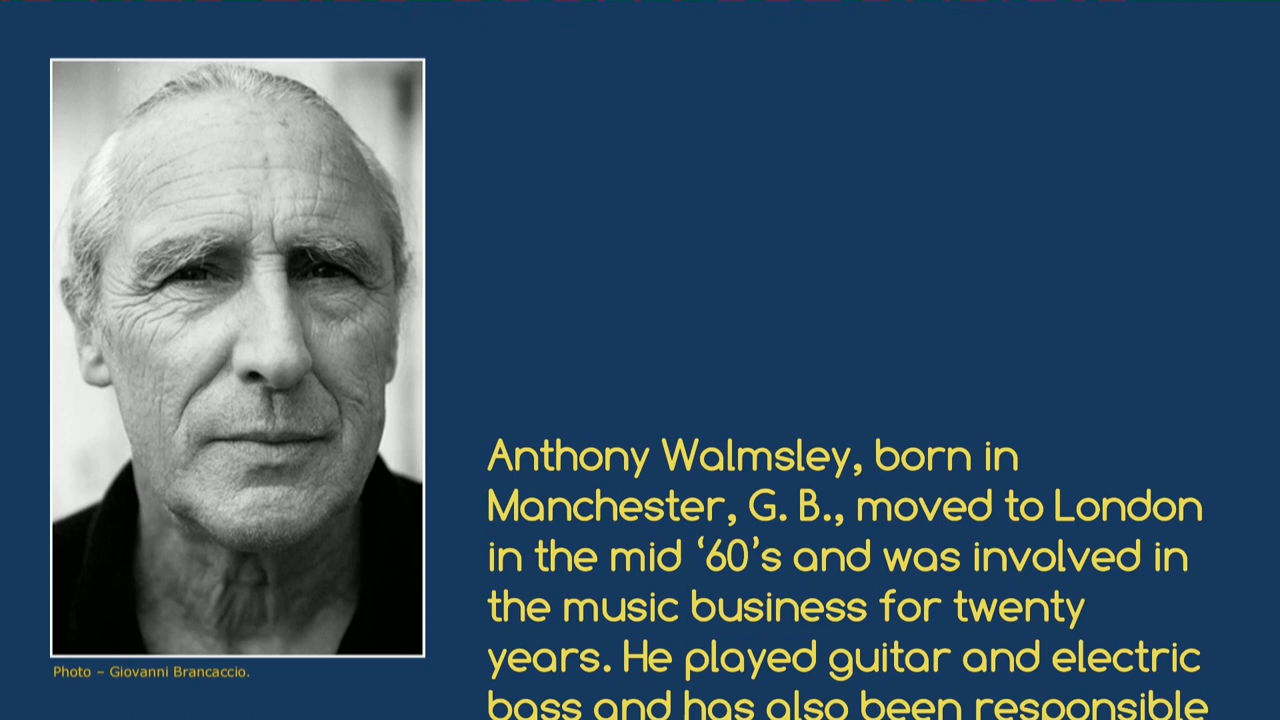 Photo – Giovanni Brancaccio.
Anthony Walmsley, born in
Manchester, G. B., moved to London
in the mid ‘60’s and was involved in
the music business for twenty
years. He played guitar and electric
bass and has also been responsible